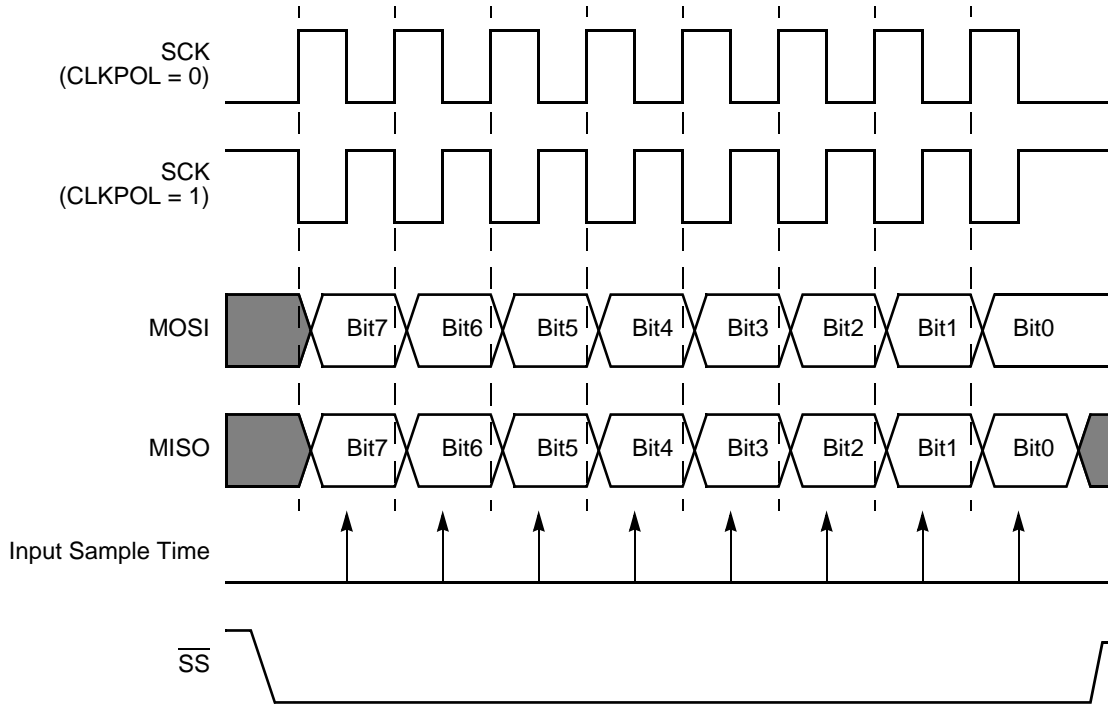 SCK
(CLKPOL = 0)
SCK
(CLKPOL = 1)
MOSI
Bit7 Bit6 Bit5 Bit4 Bit3 Bit2 Bit1 Bit0
MISO
Bit7 Bit6 Bit5 Bit4 Bit3 Bit2 Bit1 Bit0
Input Sample Time
SS